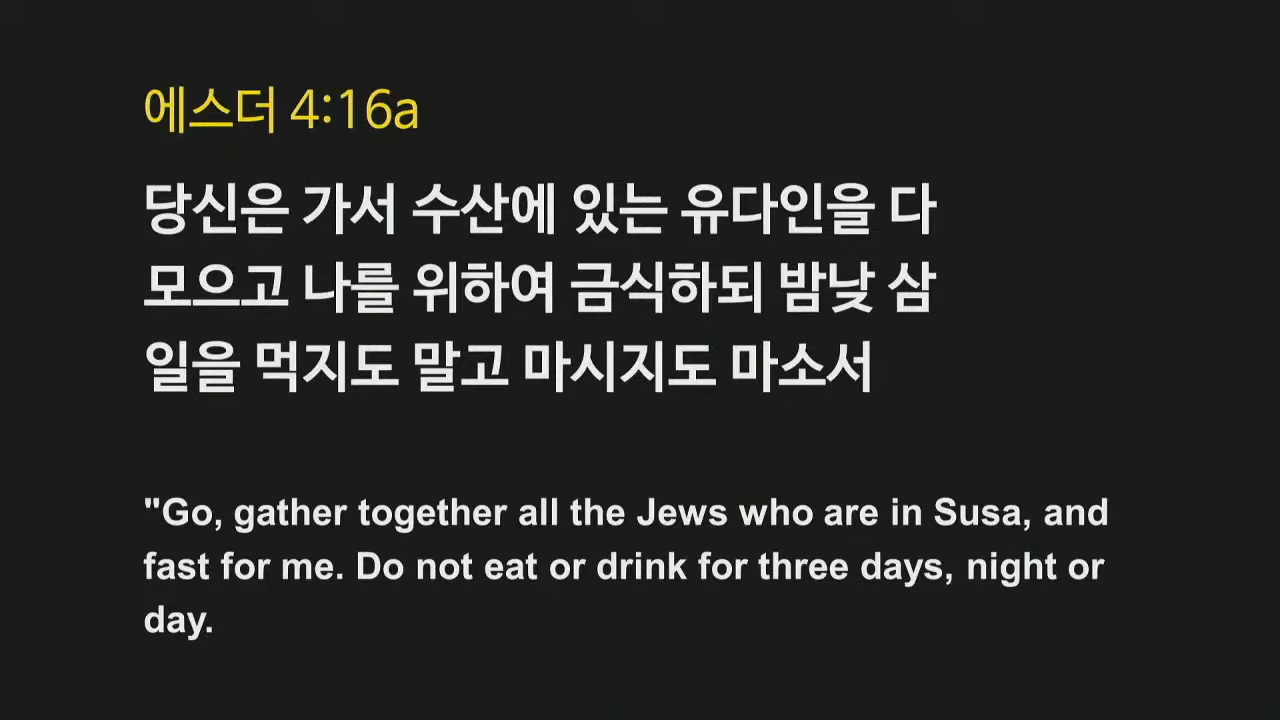 에스더 4:16a
당신은 가서 수산에 있는 유다인을 다
모으고 나를 위하여 금식하되 밤낮 삼
일을 먹지도 말고 마시지도 마소서
"Go, gather together all the Jews who are in Susa, and
fast for me. Do not eat or drink for three days, night or
day.